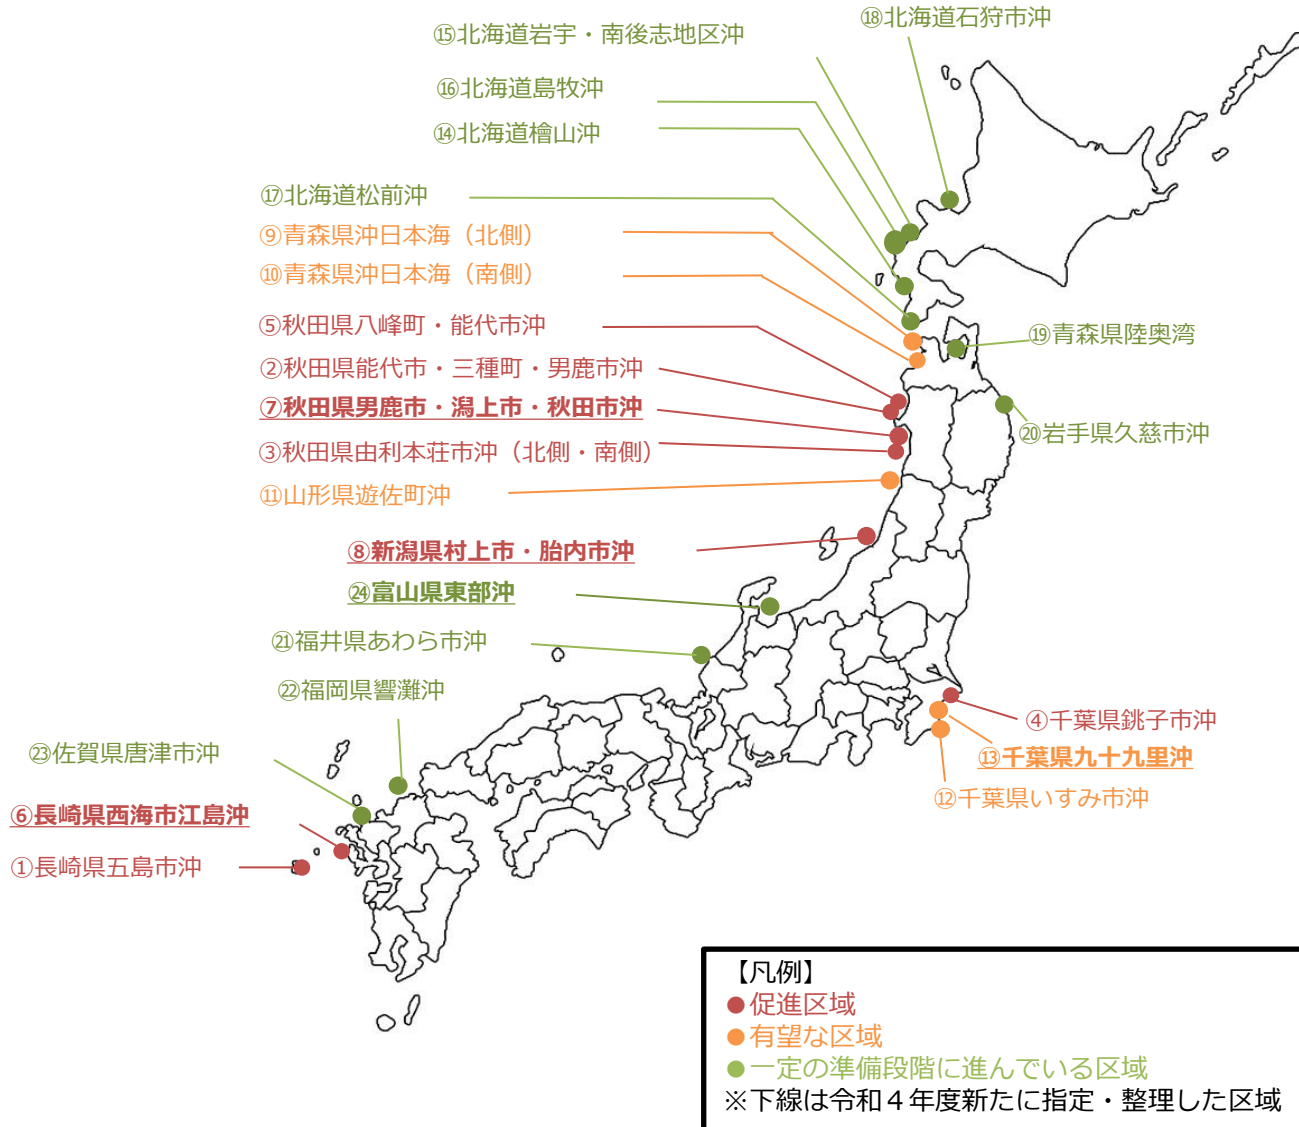 ⑱北海道石狩市沖
⑮北海道岩宇・南後志地区沖
⑯北海道島牧沖
⑭北海道檜山沖
⑰北海道松前沖
⑨青森県沖日本海（北側）
⑩青森県沖日本海（南側）
⑤秋田県八峰町・能代市沖
⑲青森県陸奥湾
②秋田県能代市・三種町・男鹿市沖
⑦秋田県男鹿市・潟上市・秋田市沖
⑳岩手県久慈市沖
③秋田県由利本荘市沖（北側・南側）
⑪山形県遊佐町沖
⑧新潟県村上市・胎内市沖
㉔富山県東部沖
㉑福井県あわら市沖
㉒福岡県響灘沖
④千葉県銚子市沖
㉓佐賀県唐津市沖
⑬千葉県九十九里沖
⑫千葉県いすみ市沖
⑥長崎県西海市江島沖
①長崎県五島市沖
【凡例】
●促進区域
●有望な区域
●一定の準備段階に進んでいる区域
※下線は令和４年度新たに指定・整理した区域